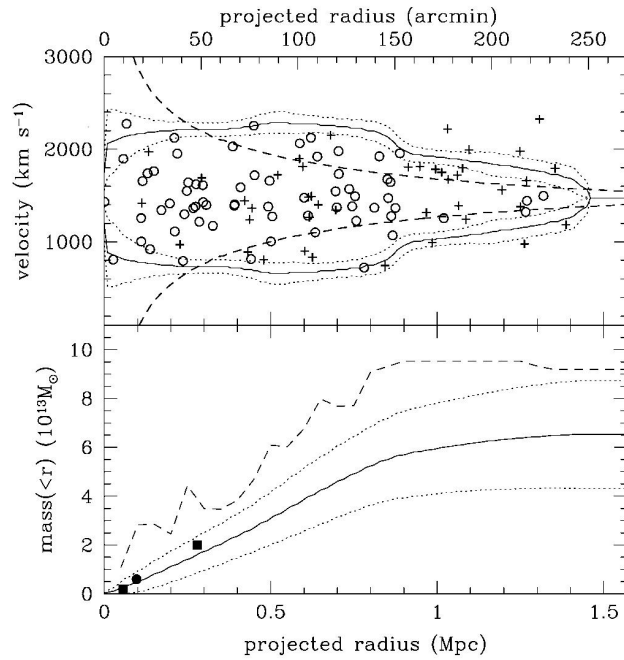 projected radius (arcmin)
0 50 100 150 200 250
3000
2000
1000
velocity (km s⁻¹)
10
8
6
4
2
0
mass(<r) (10¹³M☉)
0 0.5 1 1.5
projected radius (Mpc)